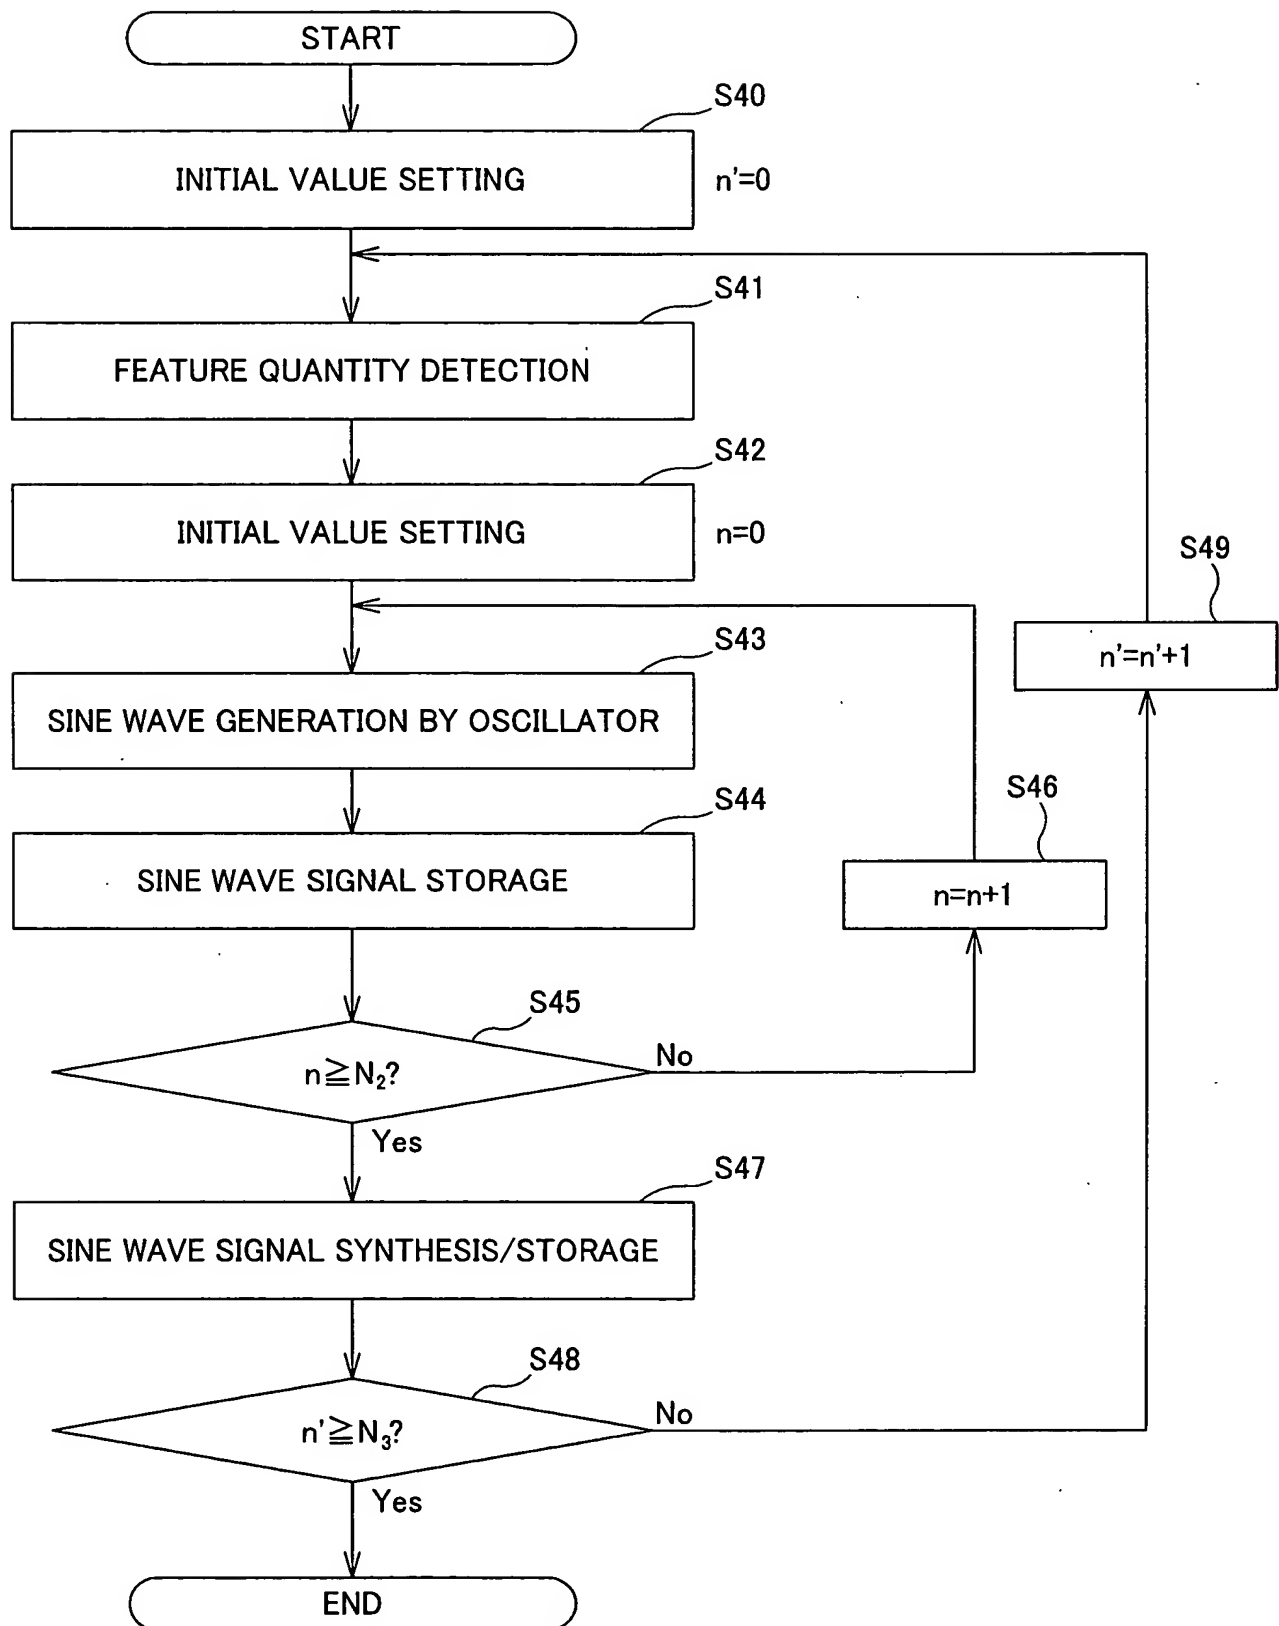 START
S40
INITIAL VALUE SETTING
n'=0
S41
FEATURE QUANTITY DETECTION
S42
INITIAL VALUE SETTING
n=0
S49
n'=n'+1
S43
SINE WAVE GENERATION BY OSCILLATOR
S46
n=n+1
S44
SINE WAVE SIGNAL STORAGE
S45
n≧N₂?
No
Yes
S47
SINE WAVE SIGNAL SYNTHESIS/STORAGE
S48
n'≧N₃?
No
Yes
END